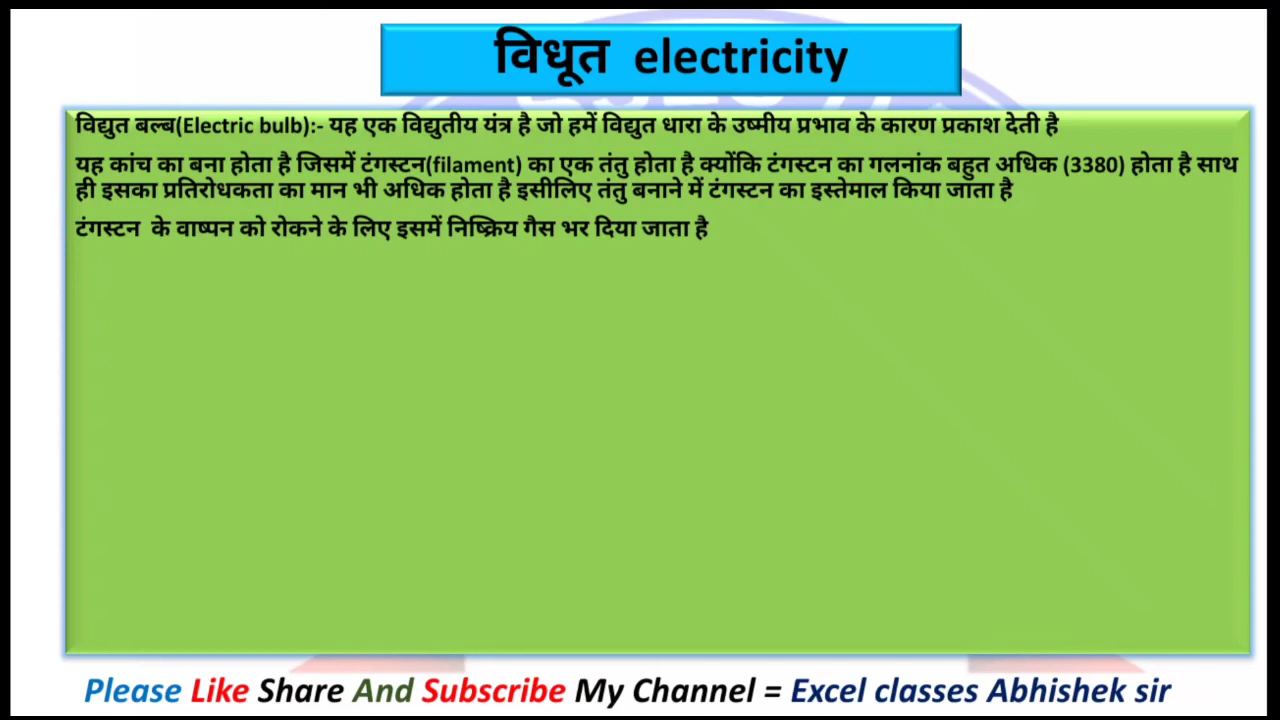 विधूत electricity
विद्युत बल्ब(Electric bulb):- यह एक विद्युतीय यंत्र है जो हमें विद्युत धारा के उष्मीय प्रभाव के कारण प्रकाश देती है
यह कांच का बना होता है जिसमें टंगस्टन(filament) का एक तंतु होता है क्योंकि टंगस्टन का गलनांक बहुत अधिक (3380) होता है साथ
ही इसका प्रतिरोधकता का मान भी अधिक होता है इसीलिए तंतु बनाने में टंगस्टन का इस्तेमाल किया जाता है
टंगस्टन के वाष्पन को रोकने के लिए इसमें निष्क्रिय गैस भर दिया जाता है
Please Like Share And Subscribe My Channel = Excel classes Abhishek sir